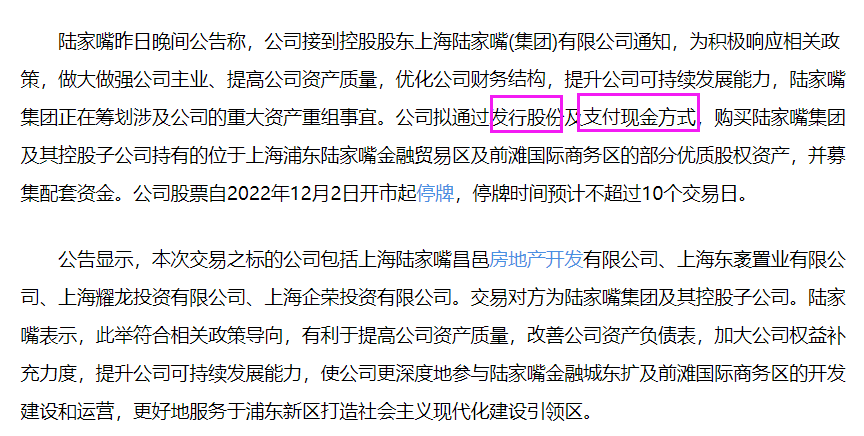 陆家嘴昨日晚间公告称，公司接到控股股东上海陆家嘴(集团)有限公司通知，为积极响应相关政
策，做大做强公司主业、提高公司资产质量，优化公司财务结构，提升公司可持续发展能力，陆家嘴
集团正在筹划涉及公司的重大资产重组事宜。公司拟通过发行股份及支付现金方式，购买陆家嘴集团
及其控股子公司持有的位于上海浦东陆家嘴金融贸易区及前滩国际商务区的部分优质股权资产，并募
集配套资金。公司股票自2022年12月2日开市起停牌，停牌时间预计不超过10个交易日。
公告显示，本次交易之标的公司包括上海陆家嘴昌邑房地产开发有限公司、上海东袤置业有限公
司、上海耀龙投资有限公司、上海企荣投资有限公司。交易对方为陆家嘴集团及其控股子公司。陆家
嘴表示，此举符合相关政策导向，有利于提高公司资产质量，改善公司资产负债表，加大公司权益补
充力度，提升公司可持续发展能力，使公司更深度地参与陆家嘴金融城东扩及前滩国际商务区的开发
建设和运营，更好地服务于浦东新区打造社会主义现代化建设引领区。